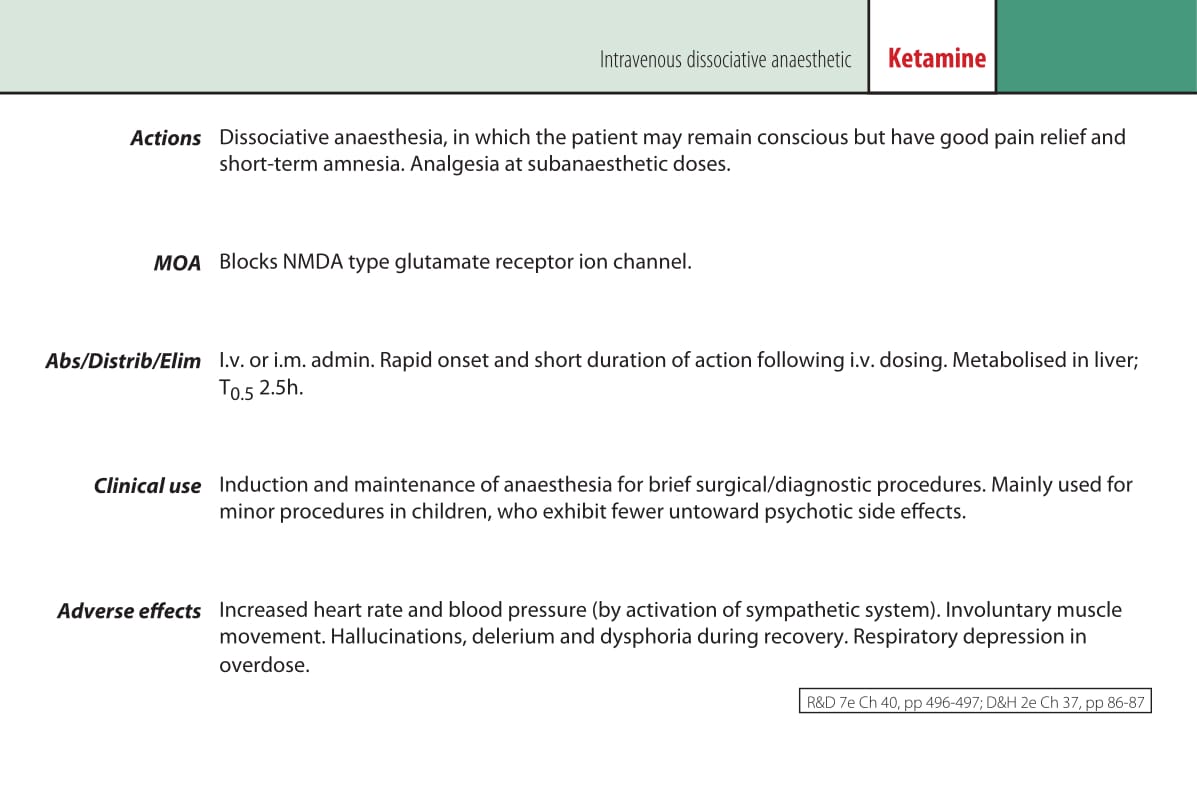 Intravenous dissociative anaesthetic Ketamine
Actions Dissociative anaesthesia, in which the patient may remain conscious but have good pain relief and
short-term amnesia. Analgesia at subanaesthetic doses.
MOA Blocks NMDA type glutamate receptor ion channel.
Abs/Distrib/Elim I.v. or i.m. admin. Rapid onset and short duration of action following i.v. dosing. Metabolised in liver;
T0.5 2.5h.
Clinical use Induction and maintenance of anaesthesia for brief surgical/diagnostic procedures. Mainly used for
minor procedures in children, who exhibit fewer untoward psychotic side effects.
Adverse effects Increased heart rate and blood pressure (by activation of sympathetic system). Involuntary muscle
movement. Hallucinations, delerium and dysphoria during recovery. Respiratory depression in
overdose.
R&D 7e Ch 40, pp 496-497; D&H 2e Ch 37, pp 86-87